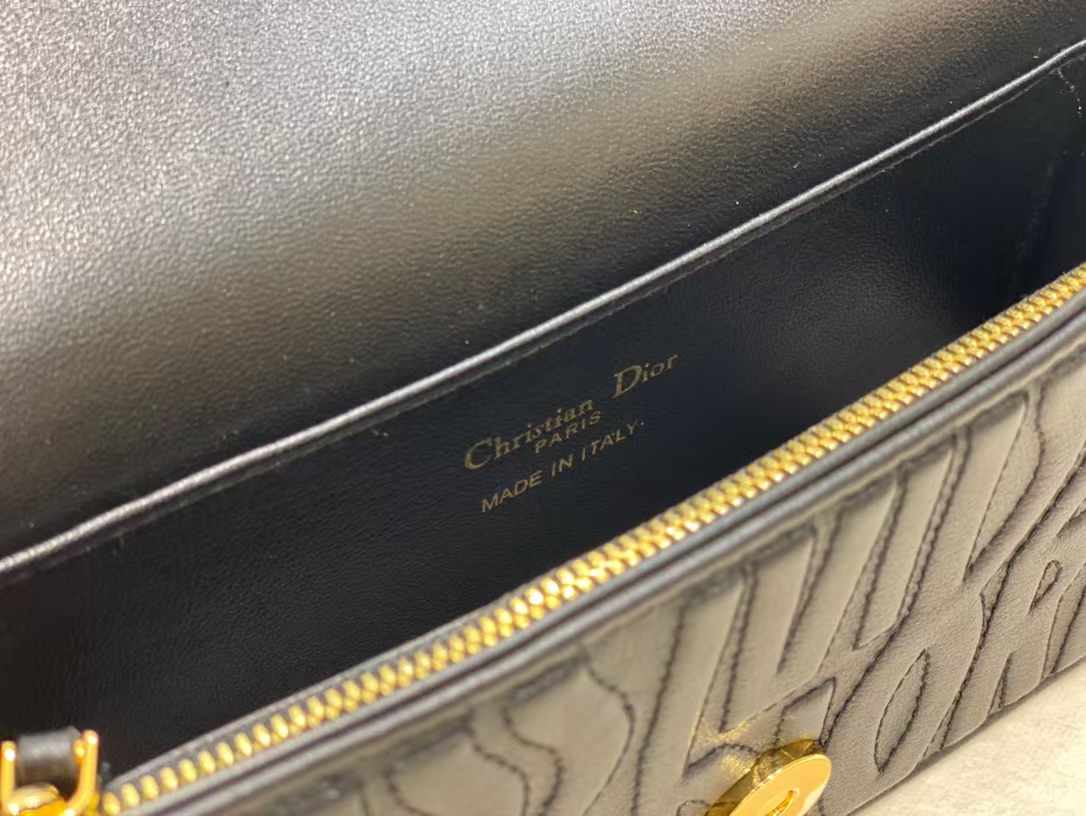 Christian Dior
PARIS
MADE IN ITALY.